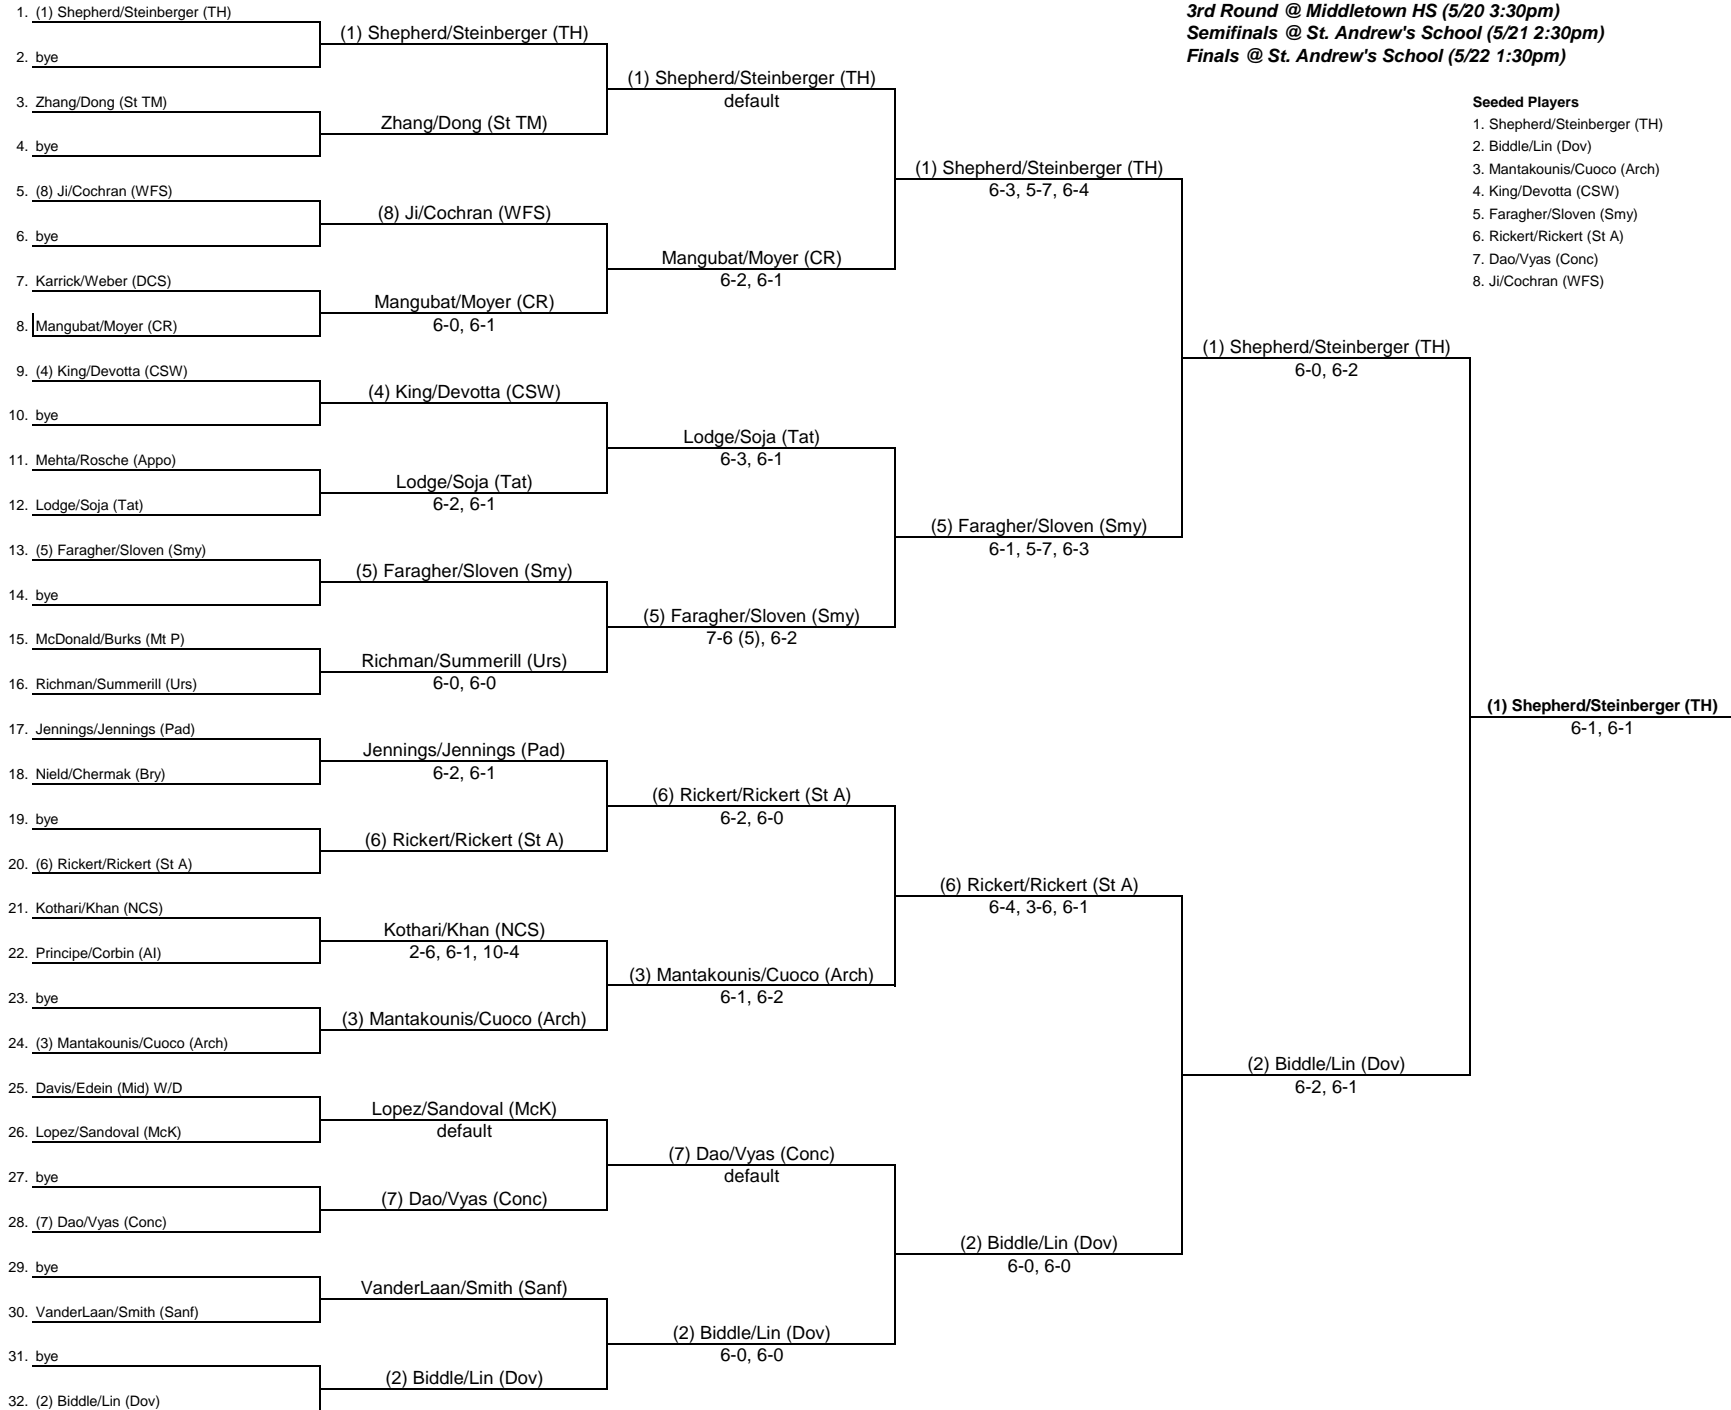 3rd Round @ Middletown HS (5/20 3:30pm)
Semifinals @ St. Andrew's School (5/21 2:30pm)
Finals @ St. Andrew's School (5/22 1:30pm)
Seeded Players
1. Shepherd/Steinberger (TH)
2. Biddle/Lin (Dov)
3. Mantakounis/Cuoco (Arch)
4. King/Devotta (CSW)
5. Faragher/Sloven (Smy)
6. Rickert/Rickert (St A)
7. Dao/Vyas (Conc)
8. Ji/Cochran (WFS)
1. (1) Shepherd/Steinberger (TH)
2. bye
3. Zhang/Dong (St TM)
4. bye
5. (8) Ji/Cochran (WFS)
6. bye
7. Karrick/Weber (DCS)
8. Mangubat/Moyer (CR)
9. (4) King/Devotta (CSW)
10. bye
11. Mehta/Rosche (Appo)
12. Lodge/Soja (Tat)
13. (5) Faragher/Sloven (Smy)
14. bye
15. McDonald/Burks (Mt P)
16. Richman/Summerill (Urs)
17. Jennings/Jennings (Pad)
18. Nield/Chermak (Bry)
19. bye
20. (6) Rickert/Rickert (St A)
21. Kothari/Khan (NCS)
22. Principe/Corbin (AI)
23. bye
24. (3) Mantakounis/Cuoco (Arch)
25. Davis/Edein (Mid) W/D
26. Lopez/Sandoval (McK)
27. bye
28. (7) Dao/Vyas (Conc)
29. bye
30. VanderLaan/Smith (Sanf)
31. bye
32. (2) Biddle/Lin (Dov)
(1) Shepherd/Steinberger (TH)
Zhang/Dong (St TM)
(8) Ji/Cochran (WFS)
Mangubat/Moyer (CR)
6-0, 6-1
(4) King/Devotta (CSW)
Lodge/Soja (Tat)
6-2, 6-1
(5) Faragher/Sloven (Smy)
Richman/Summerill (Urs)
6-0, 6-0
Jennings/Jennings (Pad)
6-2, 6-1
(6) Rickert/Rickert (St A)
Kothari/Khan (NCS)
2-6, 6-1, 10-4
(3) Mantakounis/Cuoco (Arch)
Lopez/Sandoval (McK)
default
(7) Dao/Vyas (Conc)
VanderLaan/Smith (Sanf)
(2) Biddle/Lin (Dov)
(1) Shepherd/Steinberger (TH)
default
Mangubat/Moyer (CR)
6-2, 6-1
Lodge/Soja (Tat)
6-3, 6-1
(5) Faragher/Sloven (Smy)
7-6 (5), 6-2
(6) Rickert/Rickert (St A)
6-2, 6-0
(3) Mantakounis/Cuoco (Arch)
6-1, 6-2
(7) Dao/Vyas (Conc)
default
(2) Biddle/Lin (Dov)
6-0, 6-0
(1) Shepherd/Steinberger (TH)
6-3, 5-7, 6-4
(5) Faragher/Sloven (Smy)
6-1, 5-7, 6-3
(6) Rickert/Rickert (St A)
6-4, 3-6, 6-1
(2) Biddle/Lin (Dov)
6-0, 6-0
(1) Shepherd/Steinberger (TH)
6-0, 6-2
(2) Biddle/Lin (Dov)
6-2, 6-1
(1) Shepherd/Steinberger (TH)
6-1, 6-1